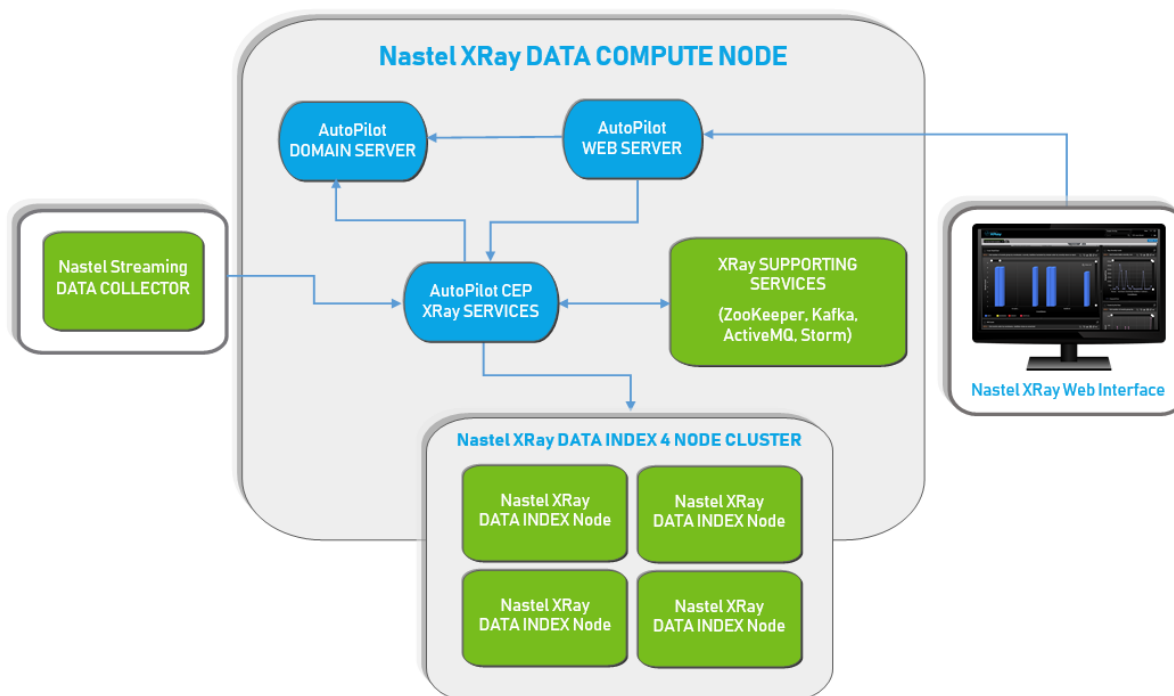 Nastel XRay DATA COMPUTE NODE
AutoPilot
DOMAIN SERVER
AutoPilot
WEB SERVER
Nastel Streaming
DATA COLLECTOR
AutoPilot CEP
XRay SERVICES
XRay SUPPORTING
SERVICES
(ZooKeeper, Kafka,
ActiveMQ, Storm)
Nastel XRay Web Interface
Nastel XRay DATA INDEX 4 NODE CLUSTER
Nastel XRay
DATA INDEX Node
Nastel XRay
DATA INDEX Node
Nastel XRay
DATA INDEX Node
Nastel XRay
DATA INDEX Node